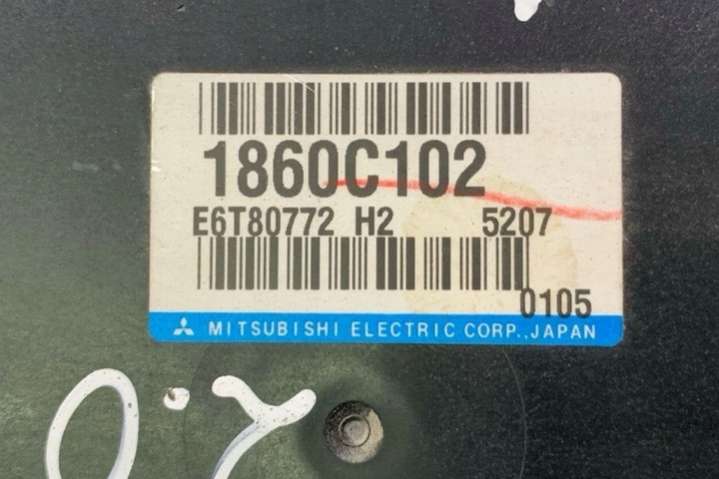 1860C102
E6T80772 H2 5207
0105
MITSUBISHI ELECTRIC CORP., JAPAN